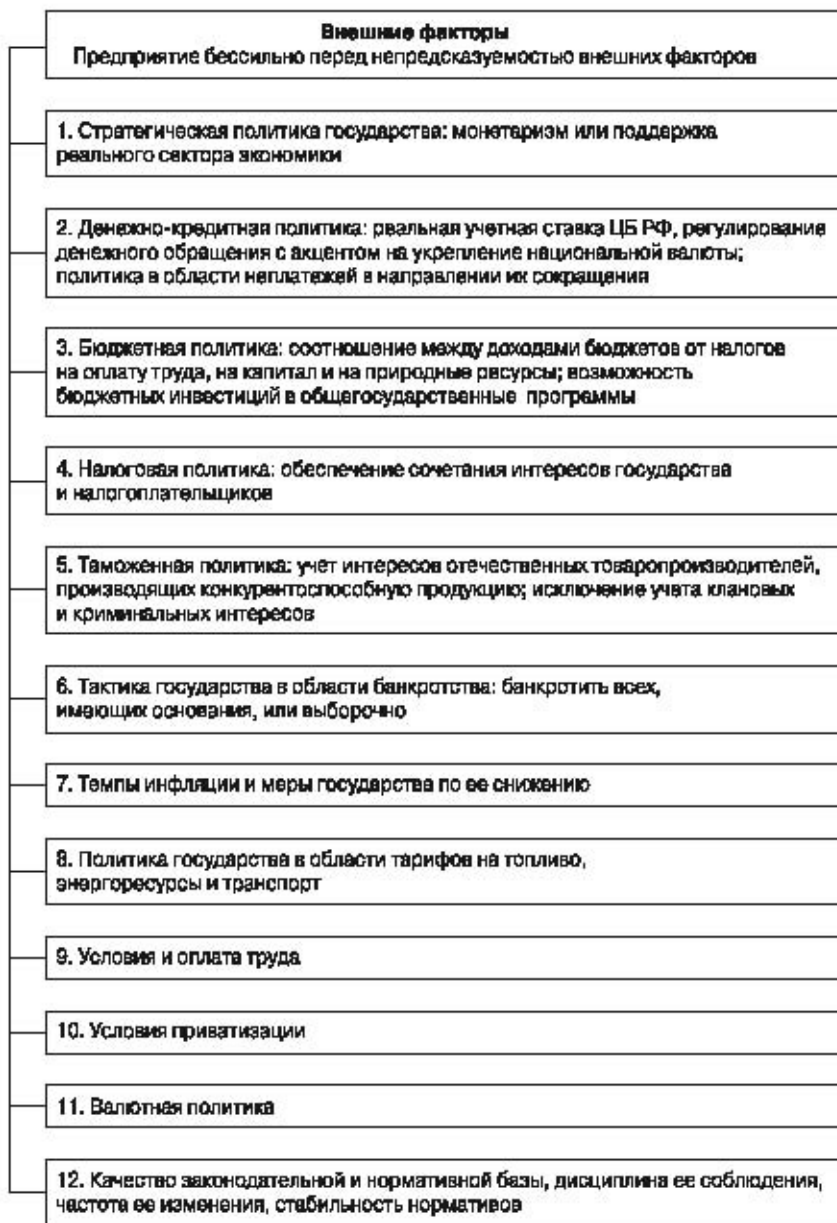 Внешние факторы
Предприятие бессильно перед непредсказуемостью внешних факторов
1. Стратегическая политика государства: монетаризм или поддержка
реального сектора экономики
2. Денежно-кредитная политика: реальная учетная ставка ЦБ РФ, регулирование
денежного обращения с акцентом на укрепление национальной валюты;
политика в области неплатежей в направлении их сокращения
3. Бюджетная политика: соотношение между доходами бюджетов от налогов
на оплату труда, на капитал и на природные ресурсы; возможность
бюджетных инвестиций в общегосударственные программы
4. Налоговая политика: обеспечение сочетания интересов государства
и налогоплательщиков
5. Таможенная политика: учет интересов отечественных товаропроизводителей,
производящих конкурентоспособную продукцию; исключение учета клановых
и криминальных интересов
6. Тактика государства в области банкротства: банкротить всех,
имеющих основания, или выборочно
7. Темпы инфляции и меры государства по ее снижению
8. Политика государства в области тарифов на топливо,
энергоресурсы и транспорт
9. Условия и оплата труда
10. Условия приватизации
11. Валютная политика
12. Качество законодательной и нормативной базы, дисциплина ее соблюдения,
частота ее изменения, стабильность нормативов